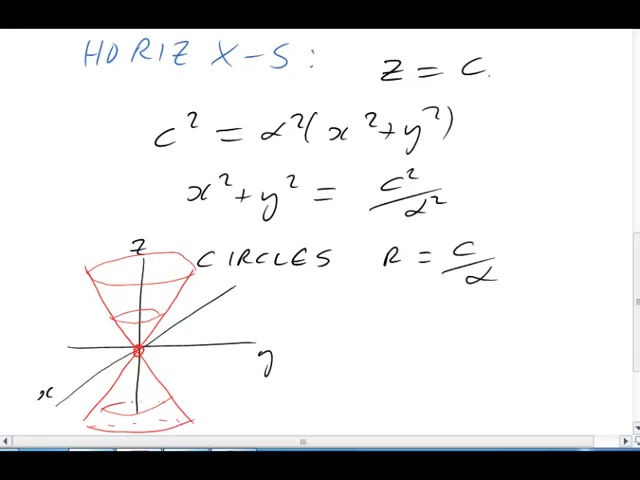 HORIZ X-S: z = c.
c² = α²(x²+y²)
x²+y² = c²/α²
z CIRCLES R = c/α
y
x